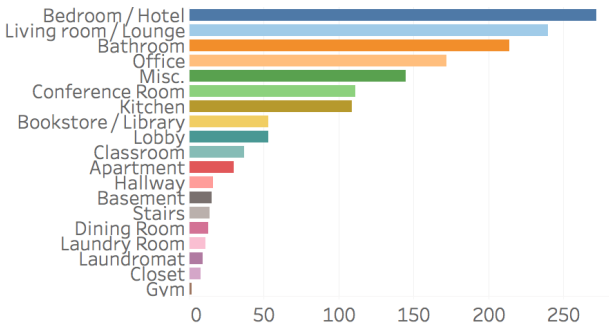 Bedroom / Hotel
Living room / Lounge
Bathroom
Office
Misc.
Conference Room
Kitchen
Bookstore / Library
Lobby
Classroom
Apartment
Hallway
Basement
Stairs
Dining Room
Laundry Room
Laundromat
Closet
Gym
0 50 100 150 200 250